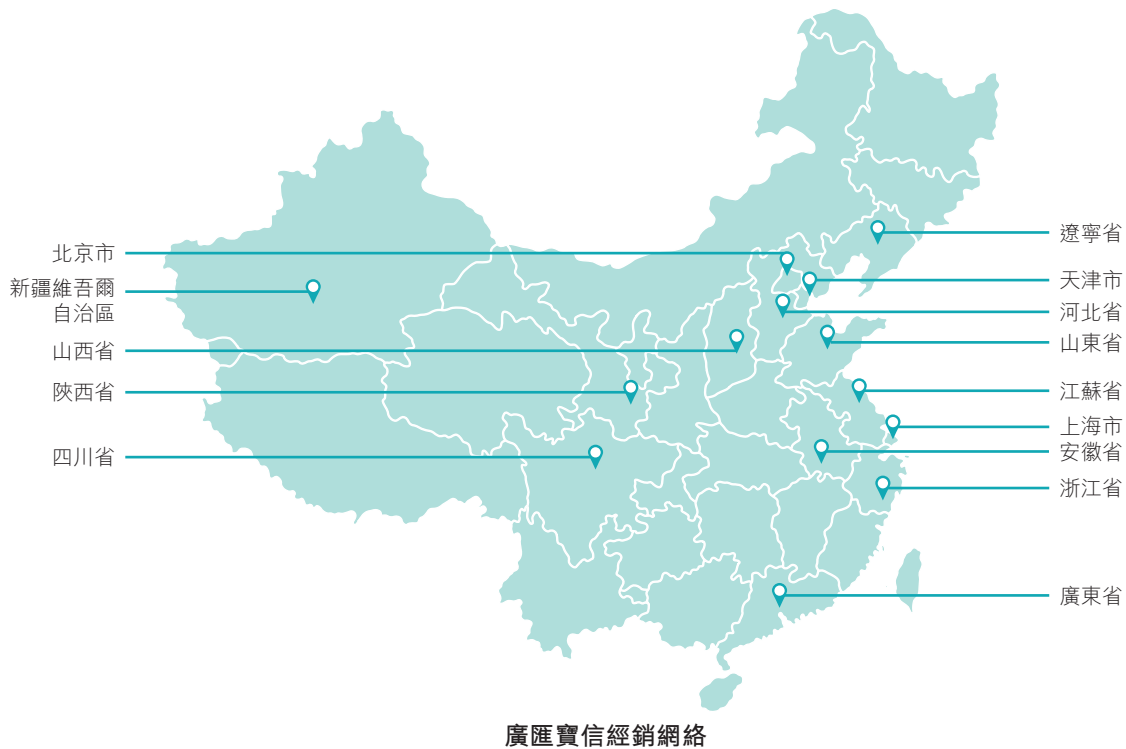 北京市
新疆維吾爾
自治區
山西省
陝西省
四川省
遼寧省
天津市
河北省
山東省
江蘇省
上海市
安徽省
浙江省
廣東省
廣匯寶信經銷網絡